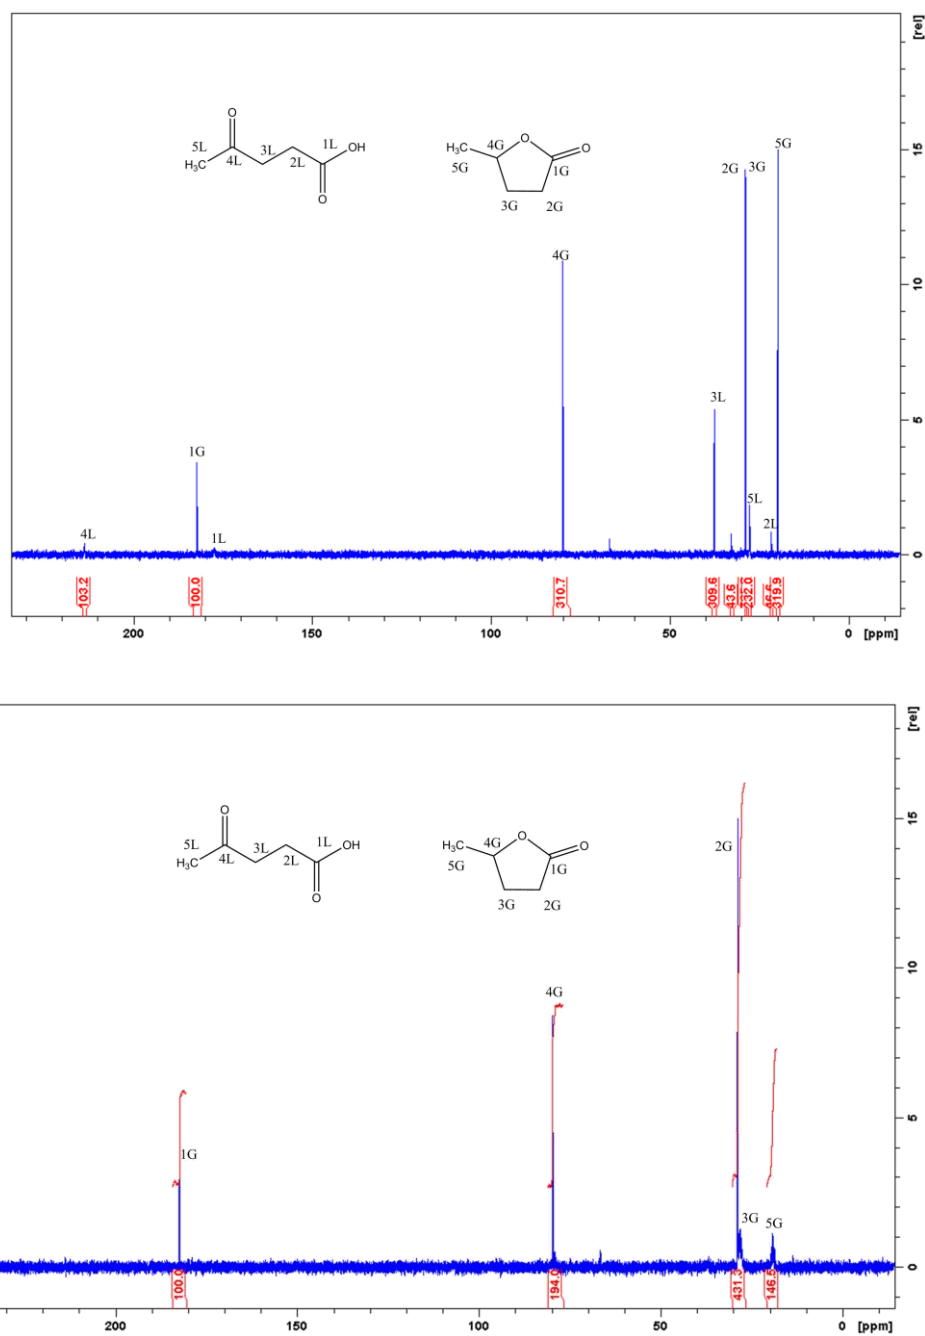 [rel]
O
5L
3L
1L
OH
H₃C
4L
2L
O
4G
O
O
H₃C
5G
1G
3G
2G
5G
2G
3G
15
4G
10
3L
1G
5
5L
4L
1L
2L
0
103.2
100.0
310.7
309.6
43.6
232.0
46.6
319.9
200
150
100
50
0
[ppm]
[rel]
O
5L
3L
1L
OH
H₃C
4L
2L
O
4G
O
O
H₃C
5G
1G
3G
2G
15
2G
10
4G
5
1G
3G
5G
0
100.0
194.0
431.3
146.5
200
150
100
50
0
[ppm]